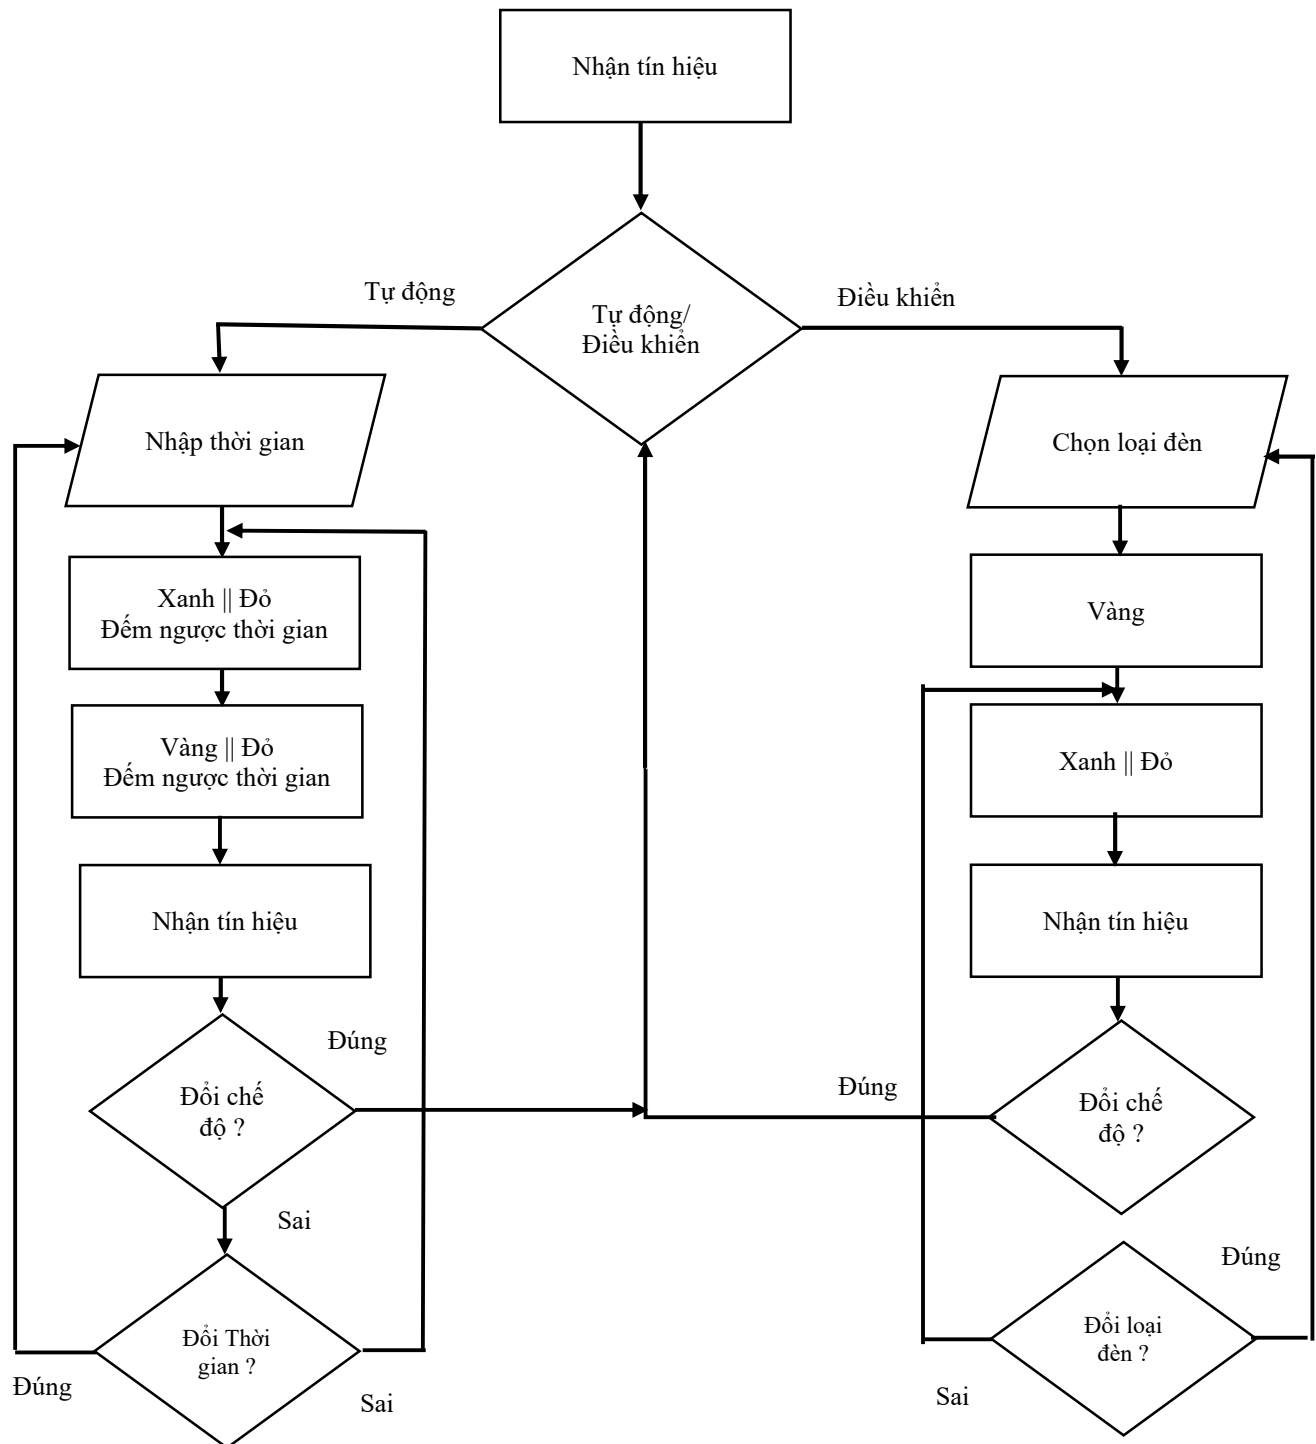 Nhận tín hiệu
Tự động
Điều khiển
Tự động/
Điều khiển
Nhập thời gian
Chọn loại đèn
Xanh || Đỏ
Đếm ngược thời gian
Vàng
Vàng || Đỏ
Đếm ngược thời gian
Xanh || Đỏ
Nhận tín hiệu
Nhận tín hiệu
Đúng
Đổi chế
độ ?
Đúng
Đổi chế
độ ?
Sai
Đúng
Đổi Thời
gian ?
Đổi loại
đèn ?
Đúng
Sai
Sai